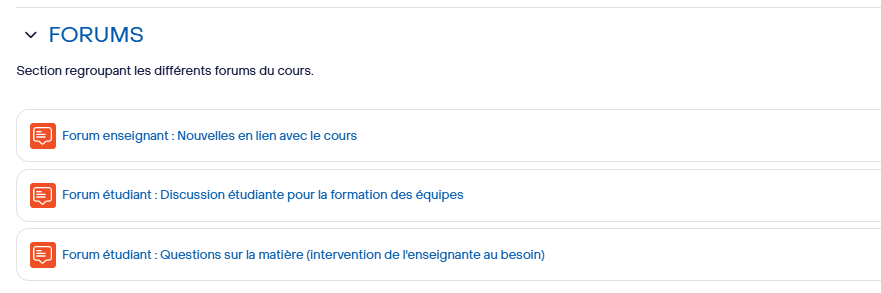 FORUMS
Section regroupant les différents forums du cours.
Forum enseignant : Nouvelles en lien avec le cours
Forum étudiant : Discussion étudiante pour la formation des équipes
Forum étudiant : Questions sur la matière (intervention de l'enseignante au besoin)